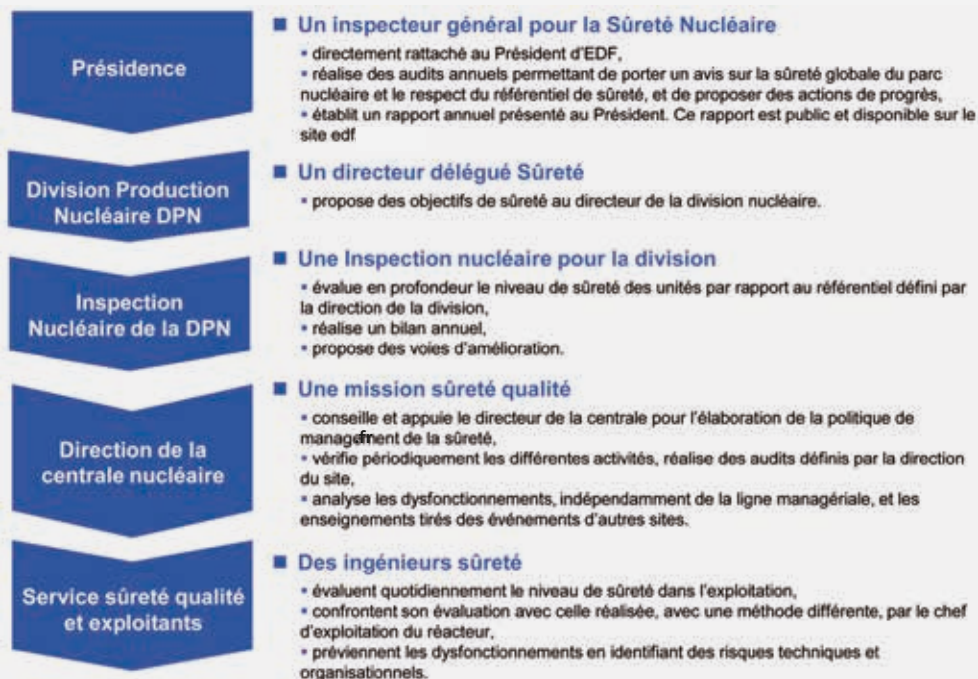 Présidence
■ Un inspecteur général pour la Sûreté Nucléaire
▪ directement rattaché au Président d'EDF,
▪ réalise des audits annuels permettant de porter un avis sur la sûreté globale du parc
nucléaire et le respect du référentiel de sûreté, et de proposer des actions de progrès,
▪ établit un rapport annuel présenté au Président. Ce rapport est public et disponible sur le
site edf
Division Production
Nucléaire DPN
■ Un directeur délégué Sûreté
▪ propose des objectifs de sûreté au directeur de la division nucléaire.
Inspection
Nucléaire de la DPN
■ Une Inspection nucléaire pour la division
▪ évalue en profondeur le niveau de sûreté des unités par rapport au référentiel défini par
la direction de la division,
▪ réalise un bilan annuel,
▪ propose des voies d'amélioration.
Direction de la
centrale nucléaire
■ Une mission sûreté qualité
▪ conseille et appuie le directeur de la centrale pour l'élaboration de la politique de
management de la sûreté,
fr
▪ vérifie périodiquement les différentes activités, réalise des audits définis par la direction
du site,
▪ analyse les dysfonctionnements, indépendamment de la ligne managériale, et les
enseignements tirés des événements d'autres sites.
Service sûreté qualité
et exploitants
■ Des ingénieurs sûreté
▪ évaluent quotidiennement le niveau de sûreté dans l'exploitation,
▪ confrontent son évaluation avec celle réalisée, avec une méthode différente, par le chef
d'exploitation du réacteur,
▪ préviennent les dysfonctionnements en identifiant des risques techniques et
organisationnels.